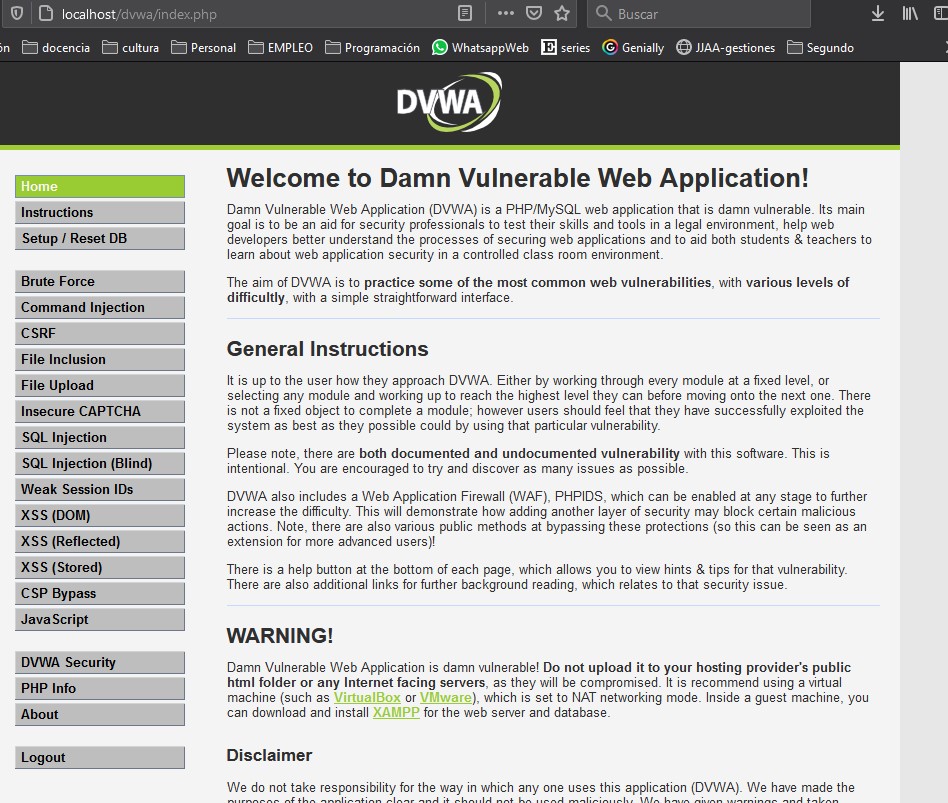 localhost/dvwa/index.php
Buscar
ón docencia cultura Personal EMPLEO Programación WhatsappWeb series Genially JJAA-gestiones Segundo
DVWA
Home
Instructions
Setup / Reset DB
Brute Force
Command Injection
CSRF
File Inclusion
File Upload
Insecure CAPTCHA
SQL Injection
SQL Injection (Blind)
Weak Session IDs
XSS (DOM)
XSS (Reflected)
XSS (Stored)
CSP Bypass
JavaScript
DVWA Security
PHP Info
About
Logout
Welcome to Damn Vulnerable Web Application!
Damn Vulnerable Web Application (DVWA) is a PHP/MySQL web application that is damn vulnerable. Its main
goal is to be an aid for security professionals to test their skills and tools in a legal environment, help web
developers better understand the processes of securing web applications and to aid both students & teachers to
learn about web application security in a controlled class room environment.
The aim of DVWA is to practice some of the most common web vulnerabilities, with various levels of
difficultly, with a simple straightforward interface.
General Instructions
It is up to the user how they approach DVWA. Either by working through every module at a fixed level, or
selecting any module and working up to reach the highest level they can before moving onto the next one. There
is not a fixed object to complete a module; however users should feel that they have successfully exploited the
system as best as they possible could by using that particular vulnerability.
Please note, there are both documented and undocumented vulnerability with this software. This is
intentional. You are encouraged to try and discover as many issues as possible.
DVWA also includes a Web Application Firewall (WAF), PHPIDS, which can be enabled at any stage to further
increase the difficulty. This will demonstrate how adding another layer of security may block certain malicious
actions. Note, there are also various public methods at bypassing these protections (so this can be seen as an
extension for more advanced users)!
There is a help button at the bottom of each page, which allows you to view hints & tips for that vulnerability.
There are also additional links for further background reading, which relates to that security issue.
WARNING!
Damn Vulnerable Web Application is damn vulnerable! Do not upload it to your hosting provider's public
html folder or any Internet facing servers, as they will be compromised. It is recommend using a virtual
machine (such as VirtualBox or VMware), which is set to NAT networking mode. Inside a guest machine, you
can download and install XAMPP for the web server and database.
Disclaimer
We do not take responsibility for the way in which any one uses this application (DVWA). We have made the
purposes of the application clear and it should not be used maliciously. We have given warnings and taken